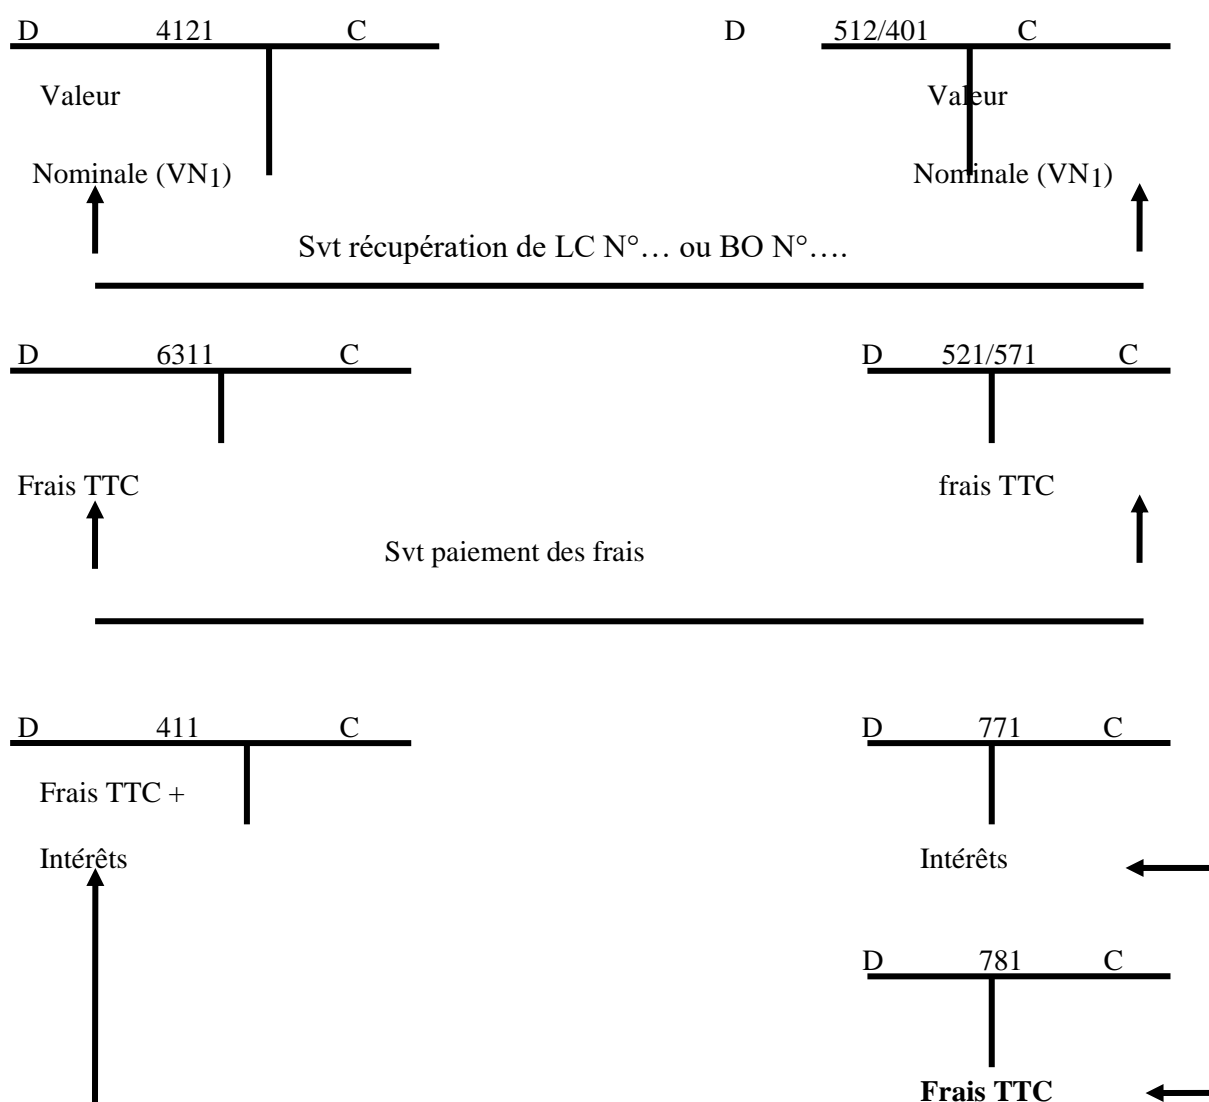 D 4121 C D 512/401 C
Valeur Valeur
Nominale (VN1) Nominale (VN1)
Svt récupération de LC N°… ou BO N°….
D 6311 C D 521/571 C
Frais TTC frais TTC
Svt paiement des frais
D 411 C D 771 C
Frais TTC +
Intérêts Intérêts
D 781 C
Frais TTC